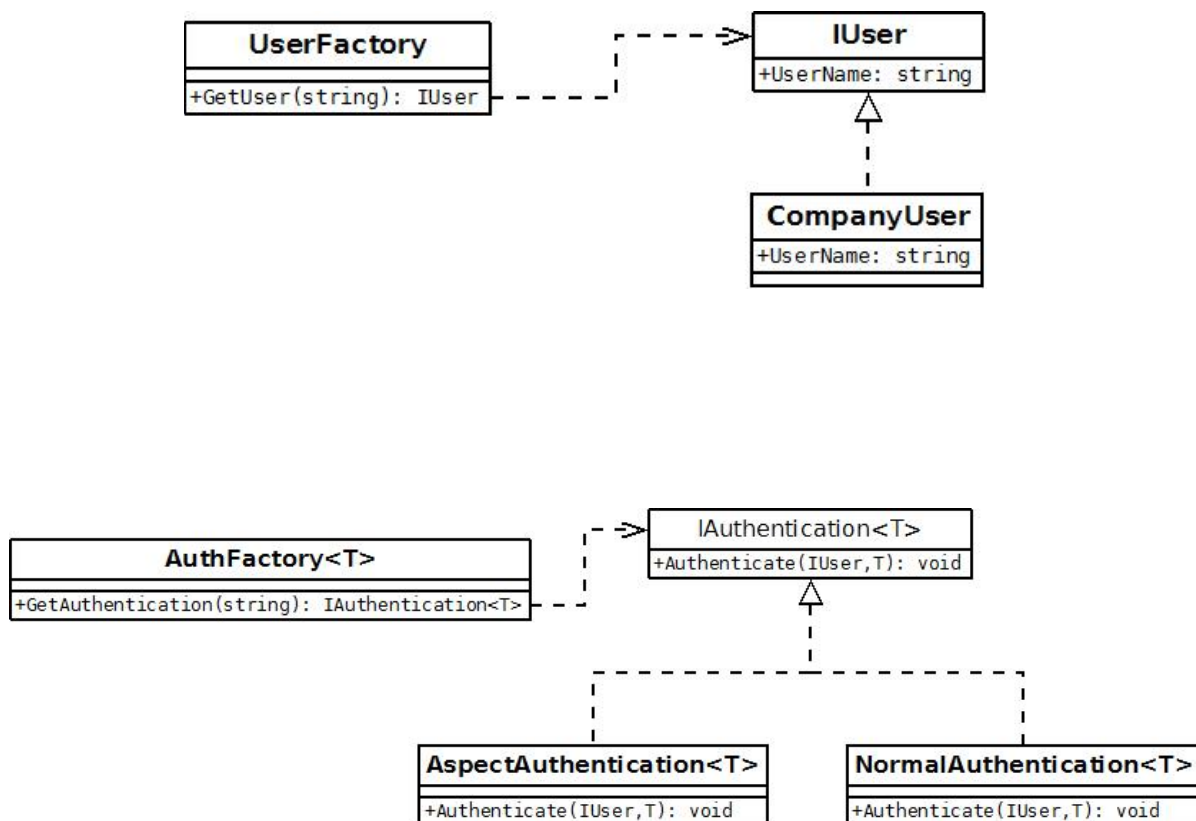 UserFactory
+GetUser(string): IUser
IUser
+UserName: string
CompanyUser
+UserName: string
IAuthentication<T>
+Authenticate(IUser,T): void
AuthFactory<T>
+GetAuthentication(string): IAuthentication<T>
AspectAuthentication<T>
+Authenticate(IUser,T): void
NormalAuthentication<T>
+Authenticate(IUser,T): void